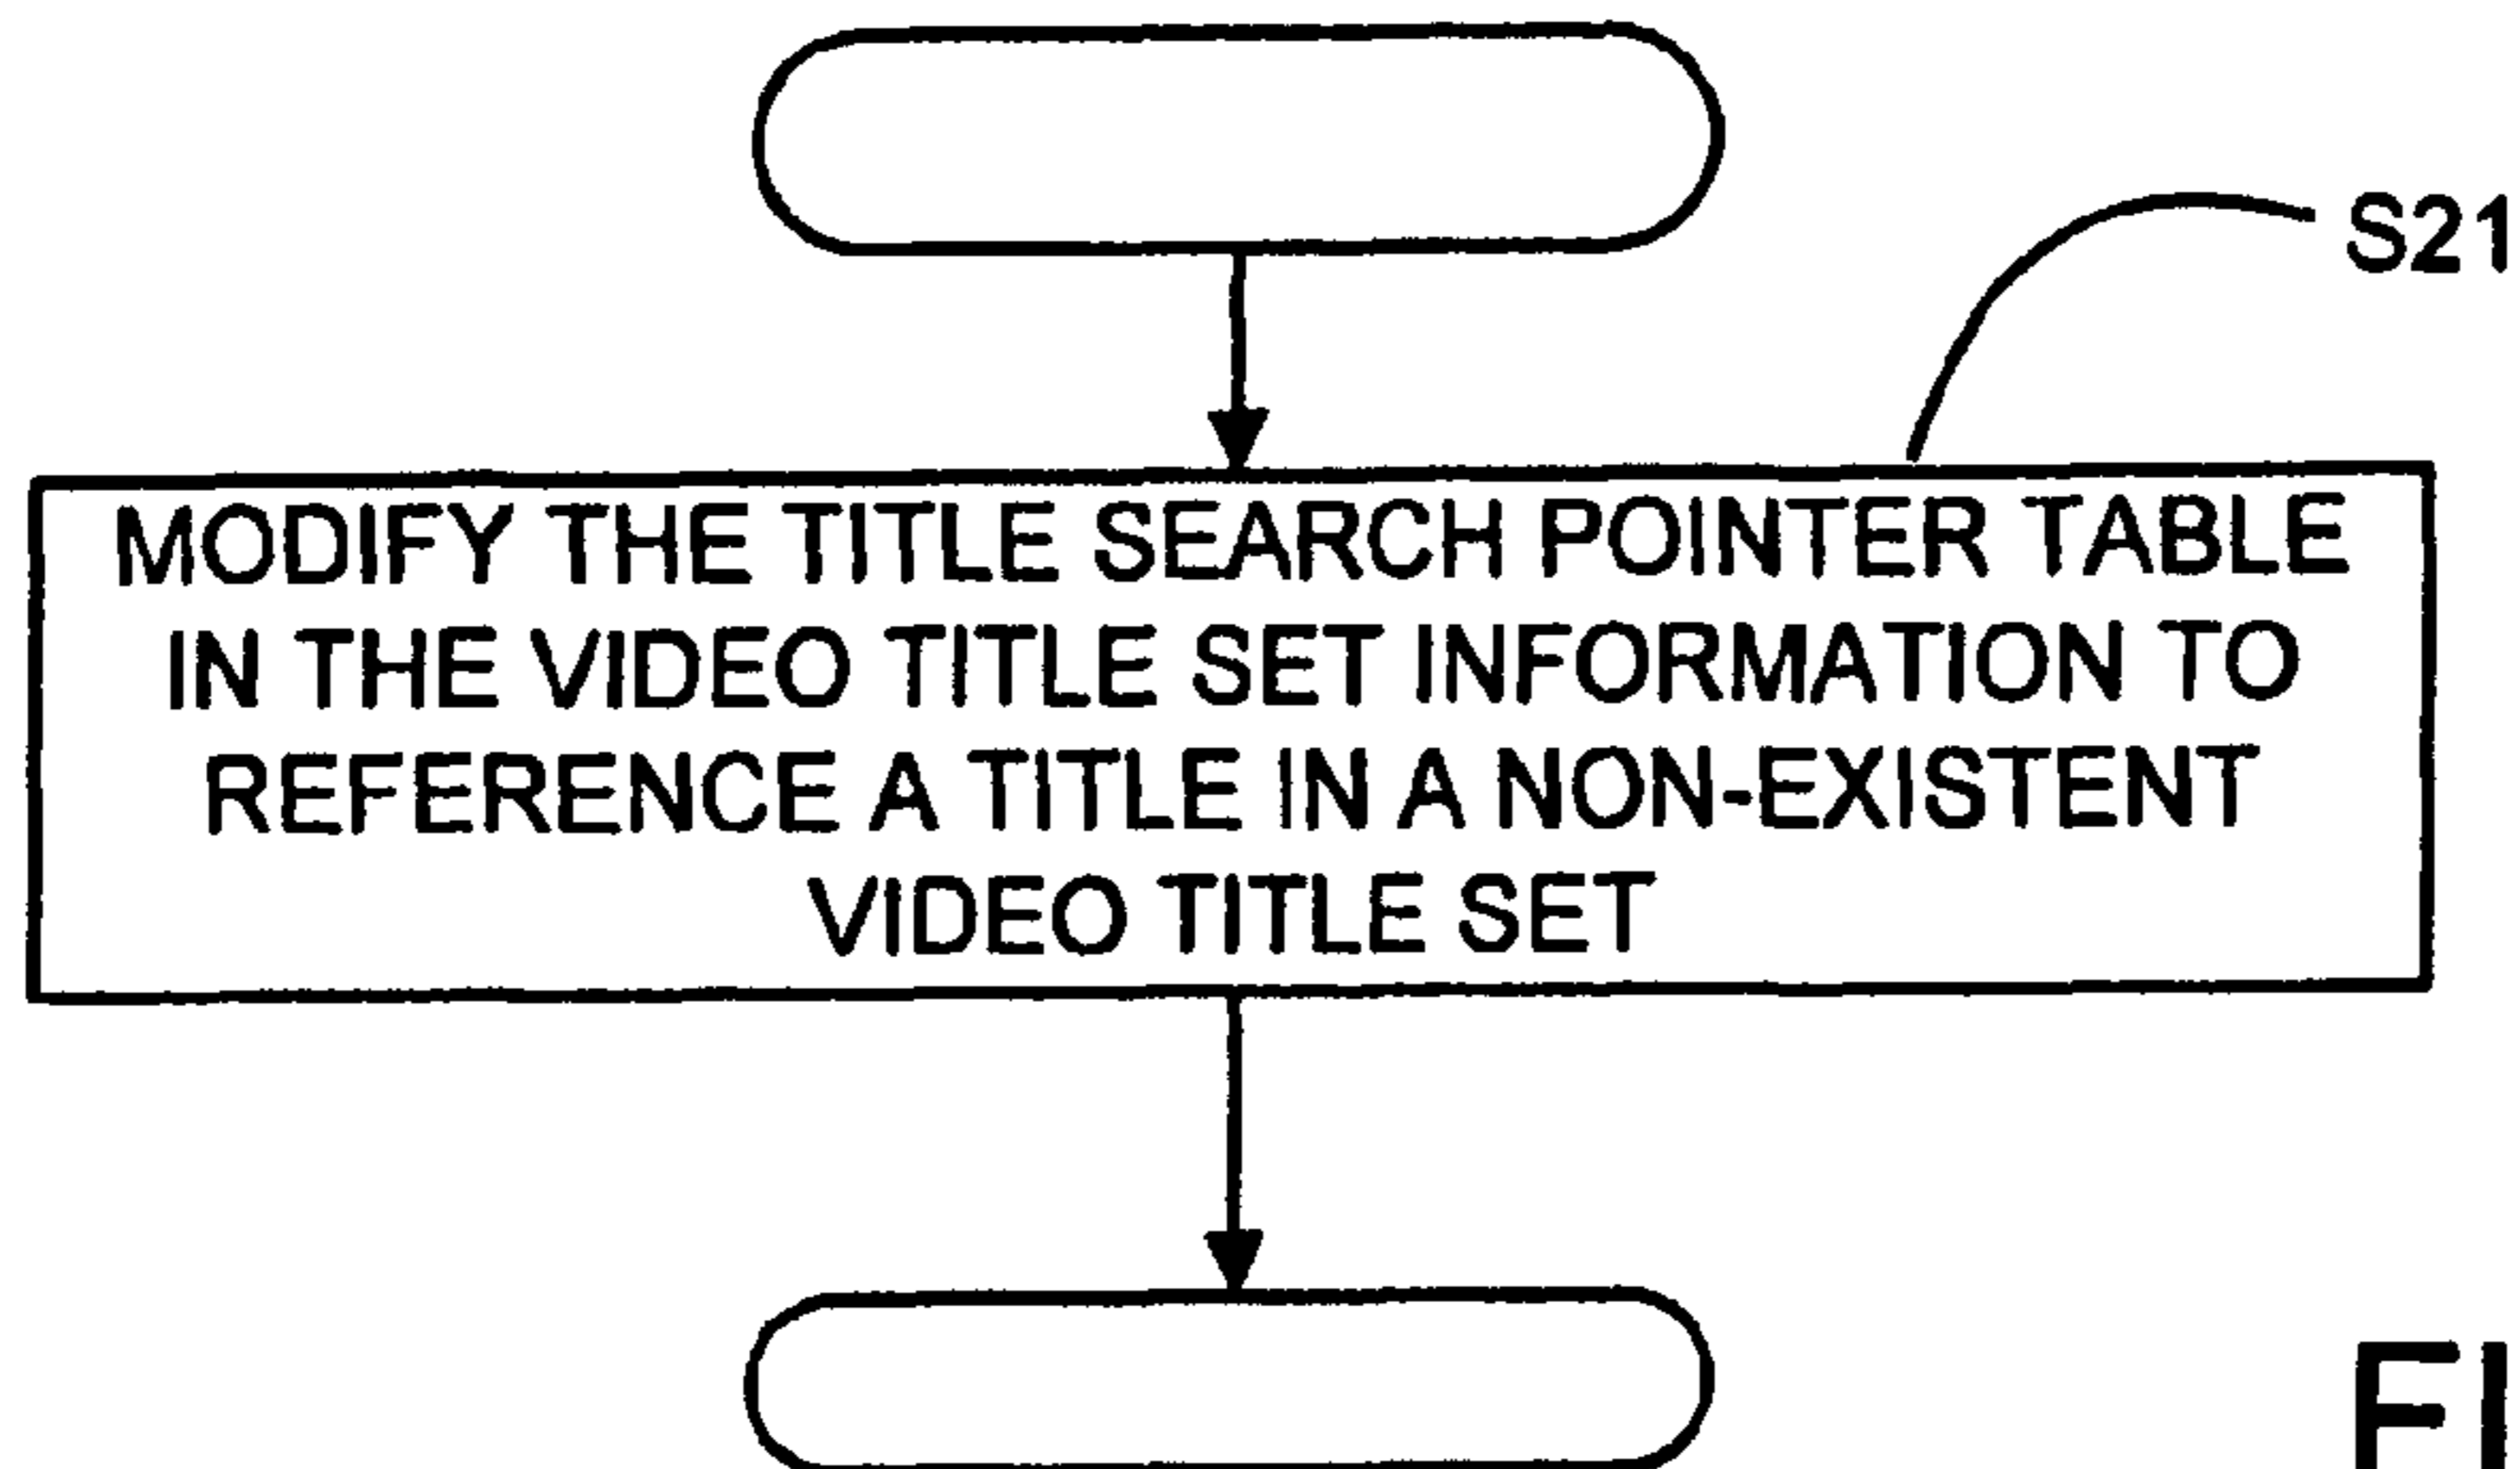 S21
MODIFY THE TITLE SEARCH POINTER TABLE
IN THE VIDEO TITLE SET INFORMATION TO
REFERENCE A TITLE IN A NON-EXISTENT
VIDEO TITLE SET